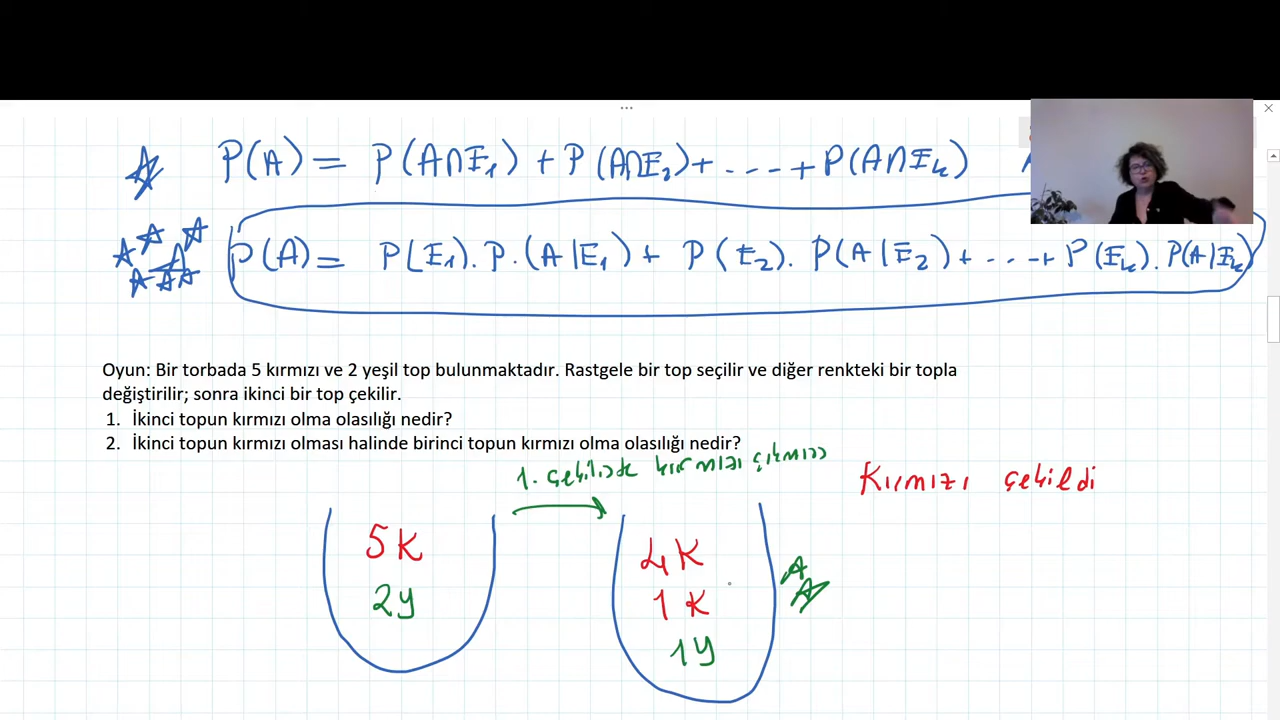 P(A) = P(A∩E₁) + P(A∩E₂) + .... + P(A∩Eₖ)
P(A) = P(E₁). P.(A|E₁) + P(E₂). P(A|E₂) + ....+ P(Eₖ). P(A|Eₖ)
Oyun: Bir torbada 5 kırmızı ve 2 yeşil top bulunmaktadır. Rastgele bir top seçilir ve diğer renkteki bir topla
değiştirilir; sonra ikinci bir top çekilir.
1. İkinci topun kırmızı olma olasılığı nedir?
2. İkinci topun kırmızı olması halinde birinci topun kırmızı olma olasılığı nedir?
1. çekilişte kırmızı çıkmışsa
Kırmızı çekildi
5K
2y
4K
1K
1y